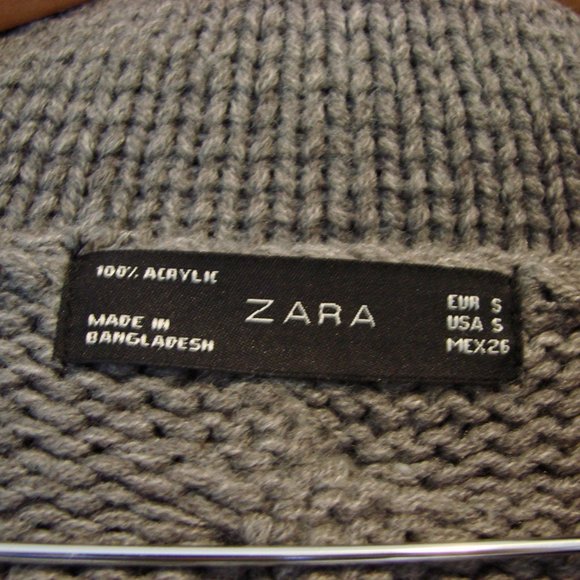 100% ACRYLIC
MADE IN
BANGLADESH
ZARA
EUR S
USA S
MEX26